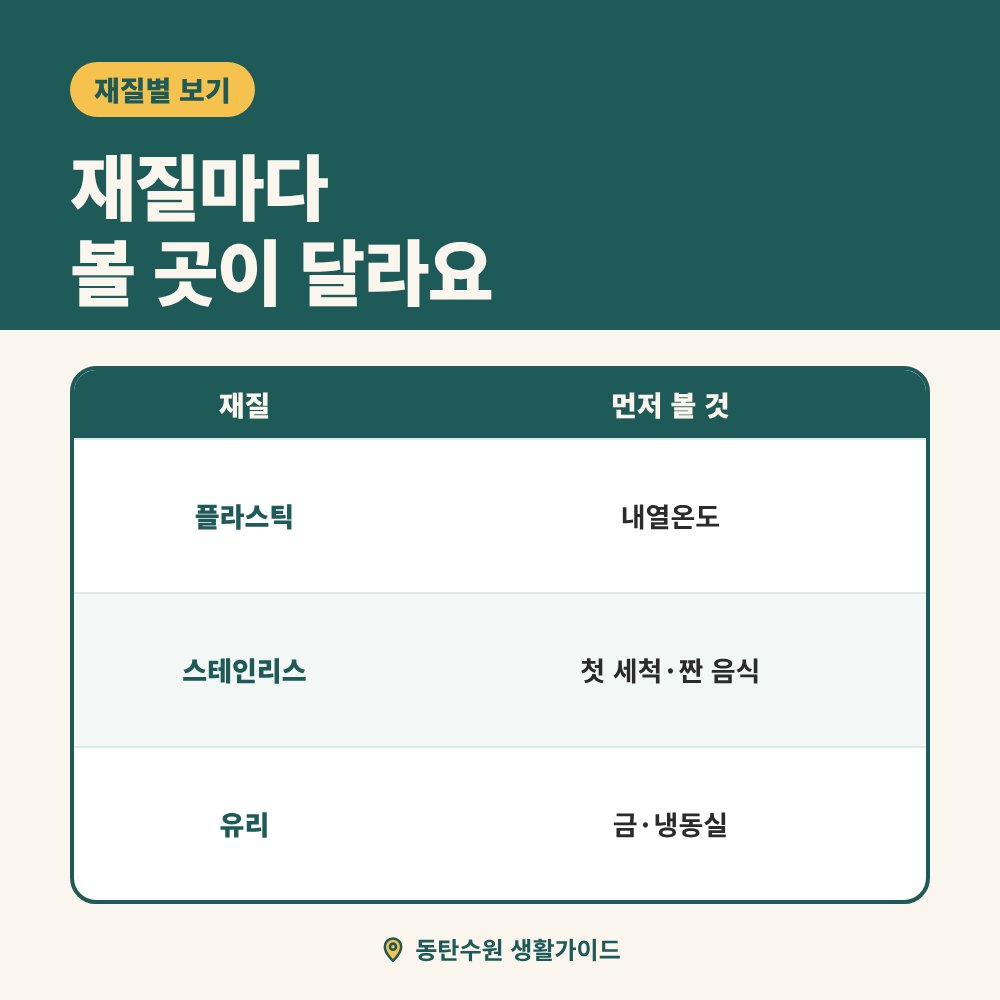 재질별 보기
재질마다
볼 곳이 달라요
재질 먼저 볼 것
플라스틱 내열온도
스테인리스 첫 세척·짠 음식
유리 금·냉동실
동탄수원 생활가이드